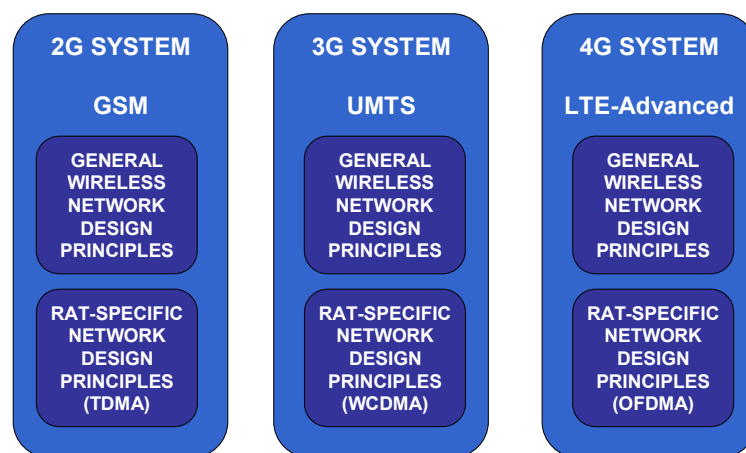 2G SYSTEM
GSM
GENERAL
WIRELESS
NETWORK
DESIGN
PRINCIPLES
RAT-SPECIFIC
NETWORK
DESIGN
PRINCIPLES
(TDMA)
3G SYSTEM
UMTS
GENERAL
WIRELESS
NETWORK
DESIGN
PRINCIPLES
RAT-SPECIFIC
NETWORK
DESIGN
PRINCIPLES
(WCDMA)
4G SYSTEM
LTE-Advanced
GENERAL
WIRELESS
NETWORK
DESIGN
PRINCIPLES
RAT-SPECIFIC
NETWORK
DESIGN
PRINCIPLES
(OFDMA)